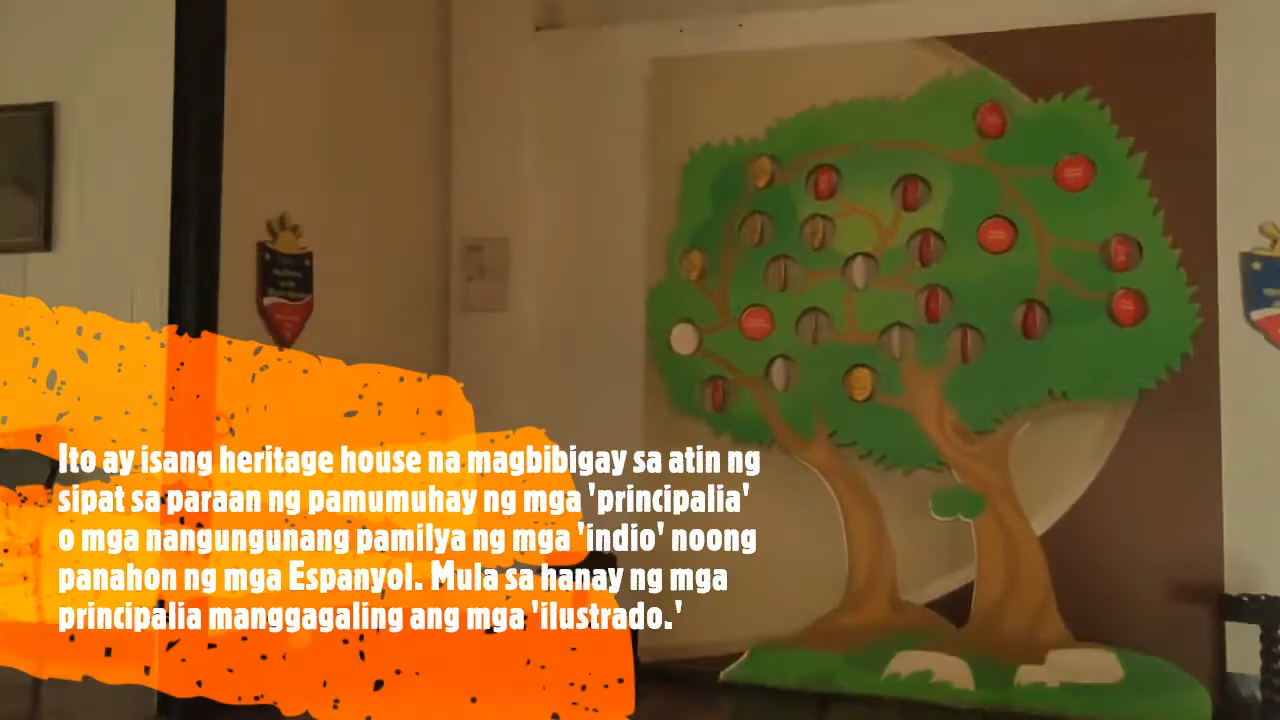 Ito ay isang heritage house na magbibigay sa atin ng
sipat sa paraan ng pamumuhay ng mga 'principalia'
o mga nangungunang pamilya ng mga 'indio' noong
panahon ng mga Espanyol. Mula sa hanay ng mga
principalia manggagaling ang mga 'ilustrado.'